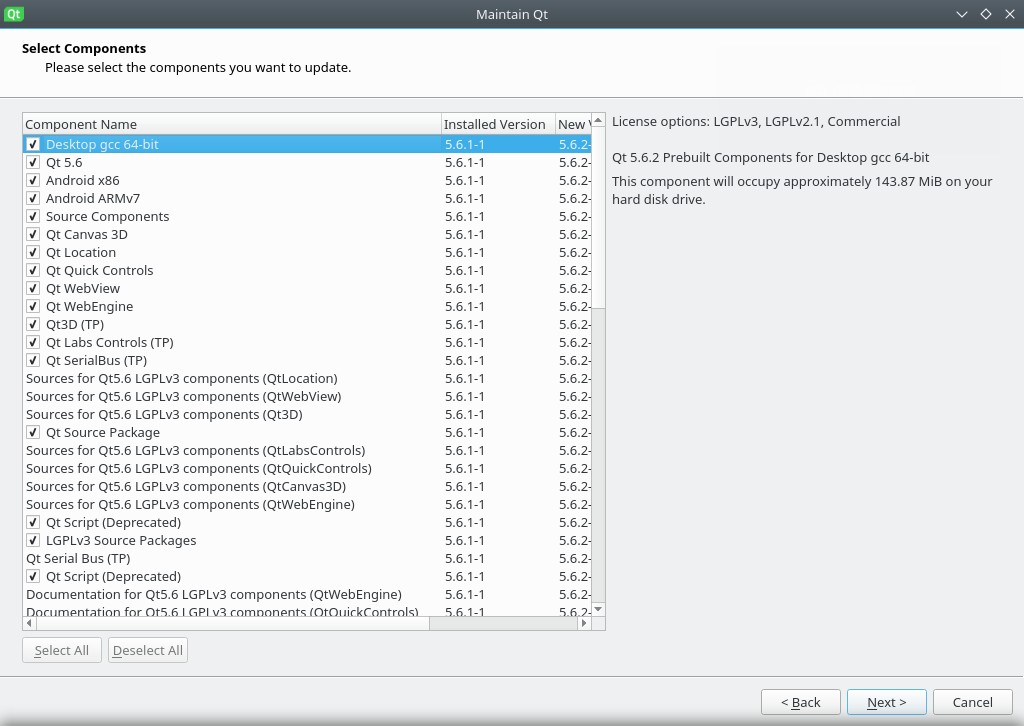 Qt Maintain Qt
Select Components
Please select the components you want to update.
Component Name Installed Version New
Desktop gcc 64-bit 5.6.1-1 5.6.2-
Qt 5.6 5.6.1-1 5.6.2-
Android x86 5.6.1-1 5.6.2-
Android ARMv7 5.6.1-1 5.6.2-
Source Components 5.6.1-1 5.6.2-
Qt Canvas 3D 5.6.1-1 5.6.2-
Qt Location 5.6.1-1 5.6.2-
Qt Quick Controls 5.6.1-1 5.6.2-
Qt WebView 5.6.1-1 5.6.2-
Qt WebEngine 5.6.1-1 5.6.2-
Qt3D (TP) 5.6.1-1 5.6.2-
Qt Labs Controls (TP) 5.6.1-1 5.6.2-
Qt SerialBus (TP) 5.6.1-1 5.6.2-
Sources for Qt5.6 LGPLv3 components (QtLocation) 5.6.1-1 5.6.2-
Sources for Qt5.6 LGPLv3 components (QtWebView) 5.6.1-1 5.6.2-
Sources for Qt5.6 LGPLv3 components (Qt3D) 5.6.1-1 5.6.2-
Qt Source Package 5.6.1-1 5.6.2-
Sources for Qt5.6 LGPLv3 components (QtLabsControls) 5.6.1-1 5.6.2-
Sources for Qt5.6 LGPLv3 components (QtQuickControls) 5.6.1-1 5.6.2-
Sources for Qt5.6 LGPLv3 components (QtCanvas3D) 5.6.1-1 5.6.2-
Sources for Qt5.6 LGPLv3 components (QtWebEngine) 5.6.1-1 5.6.2-
Qt Script (Deprecated) 5.6.1-1 5.6.2-
LGPLv3 Source Packages 5.6.1-1 5.6.2-
Qt Serial Bus (TP) 5.6.1-1 5.6.2-
Qt Script (Deprecated) 5.6.1-1 5.6.2-
Documentation for Qt5.6 LGPLv3 components (QtWebEngine) 5.6.1-1 5.6.2-
Documentation for Qt5.6 LGPLv3 components (QtQuickControls) 5.6.1-1 5.6.2-
License options: LGPLv3, LGPLv2.1, Commercial
Qt 5.6.2 Prebuilt Components for Desktop gcc 64-bit
This component will occupy approximately 143.87 MiB on your
hard disk drive.
Select All Deselect All
< Back Next > Cancel